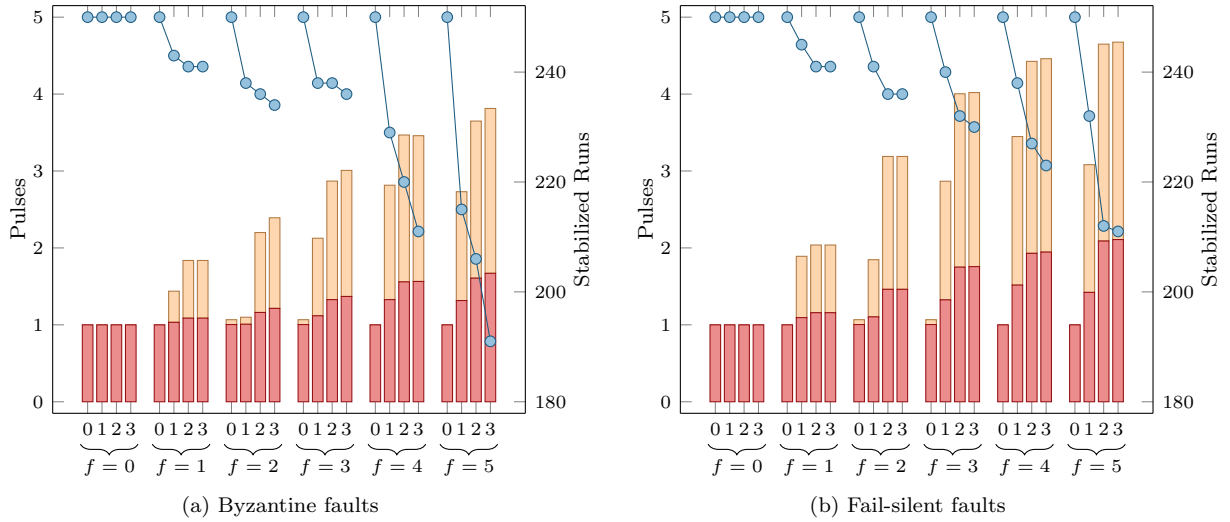 5
4
3
2
1
0
Pulses
240
220
200
180
Stabilized Runs
0 1 2 3 0 1 2 3 0 1 2 3 0 1 2 3 0 1 2 3 0 1 2 3
f = 0 f = 1 f = 2 f = 3 f = 4 f = 5
(a) Byzantine faults
5
4
3
2
1
0
Pulses
240
220
200
180
Stabilized Runs
0 1 2 3 0 1 2 3 0 1 2 3 0 1 2 3 0 1 2 3 0 1 2 3
f = 0 f = 1 f = 2 f = 3 f = 4 f = 5
(b) Fail-silent faults